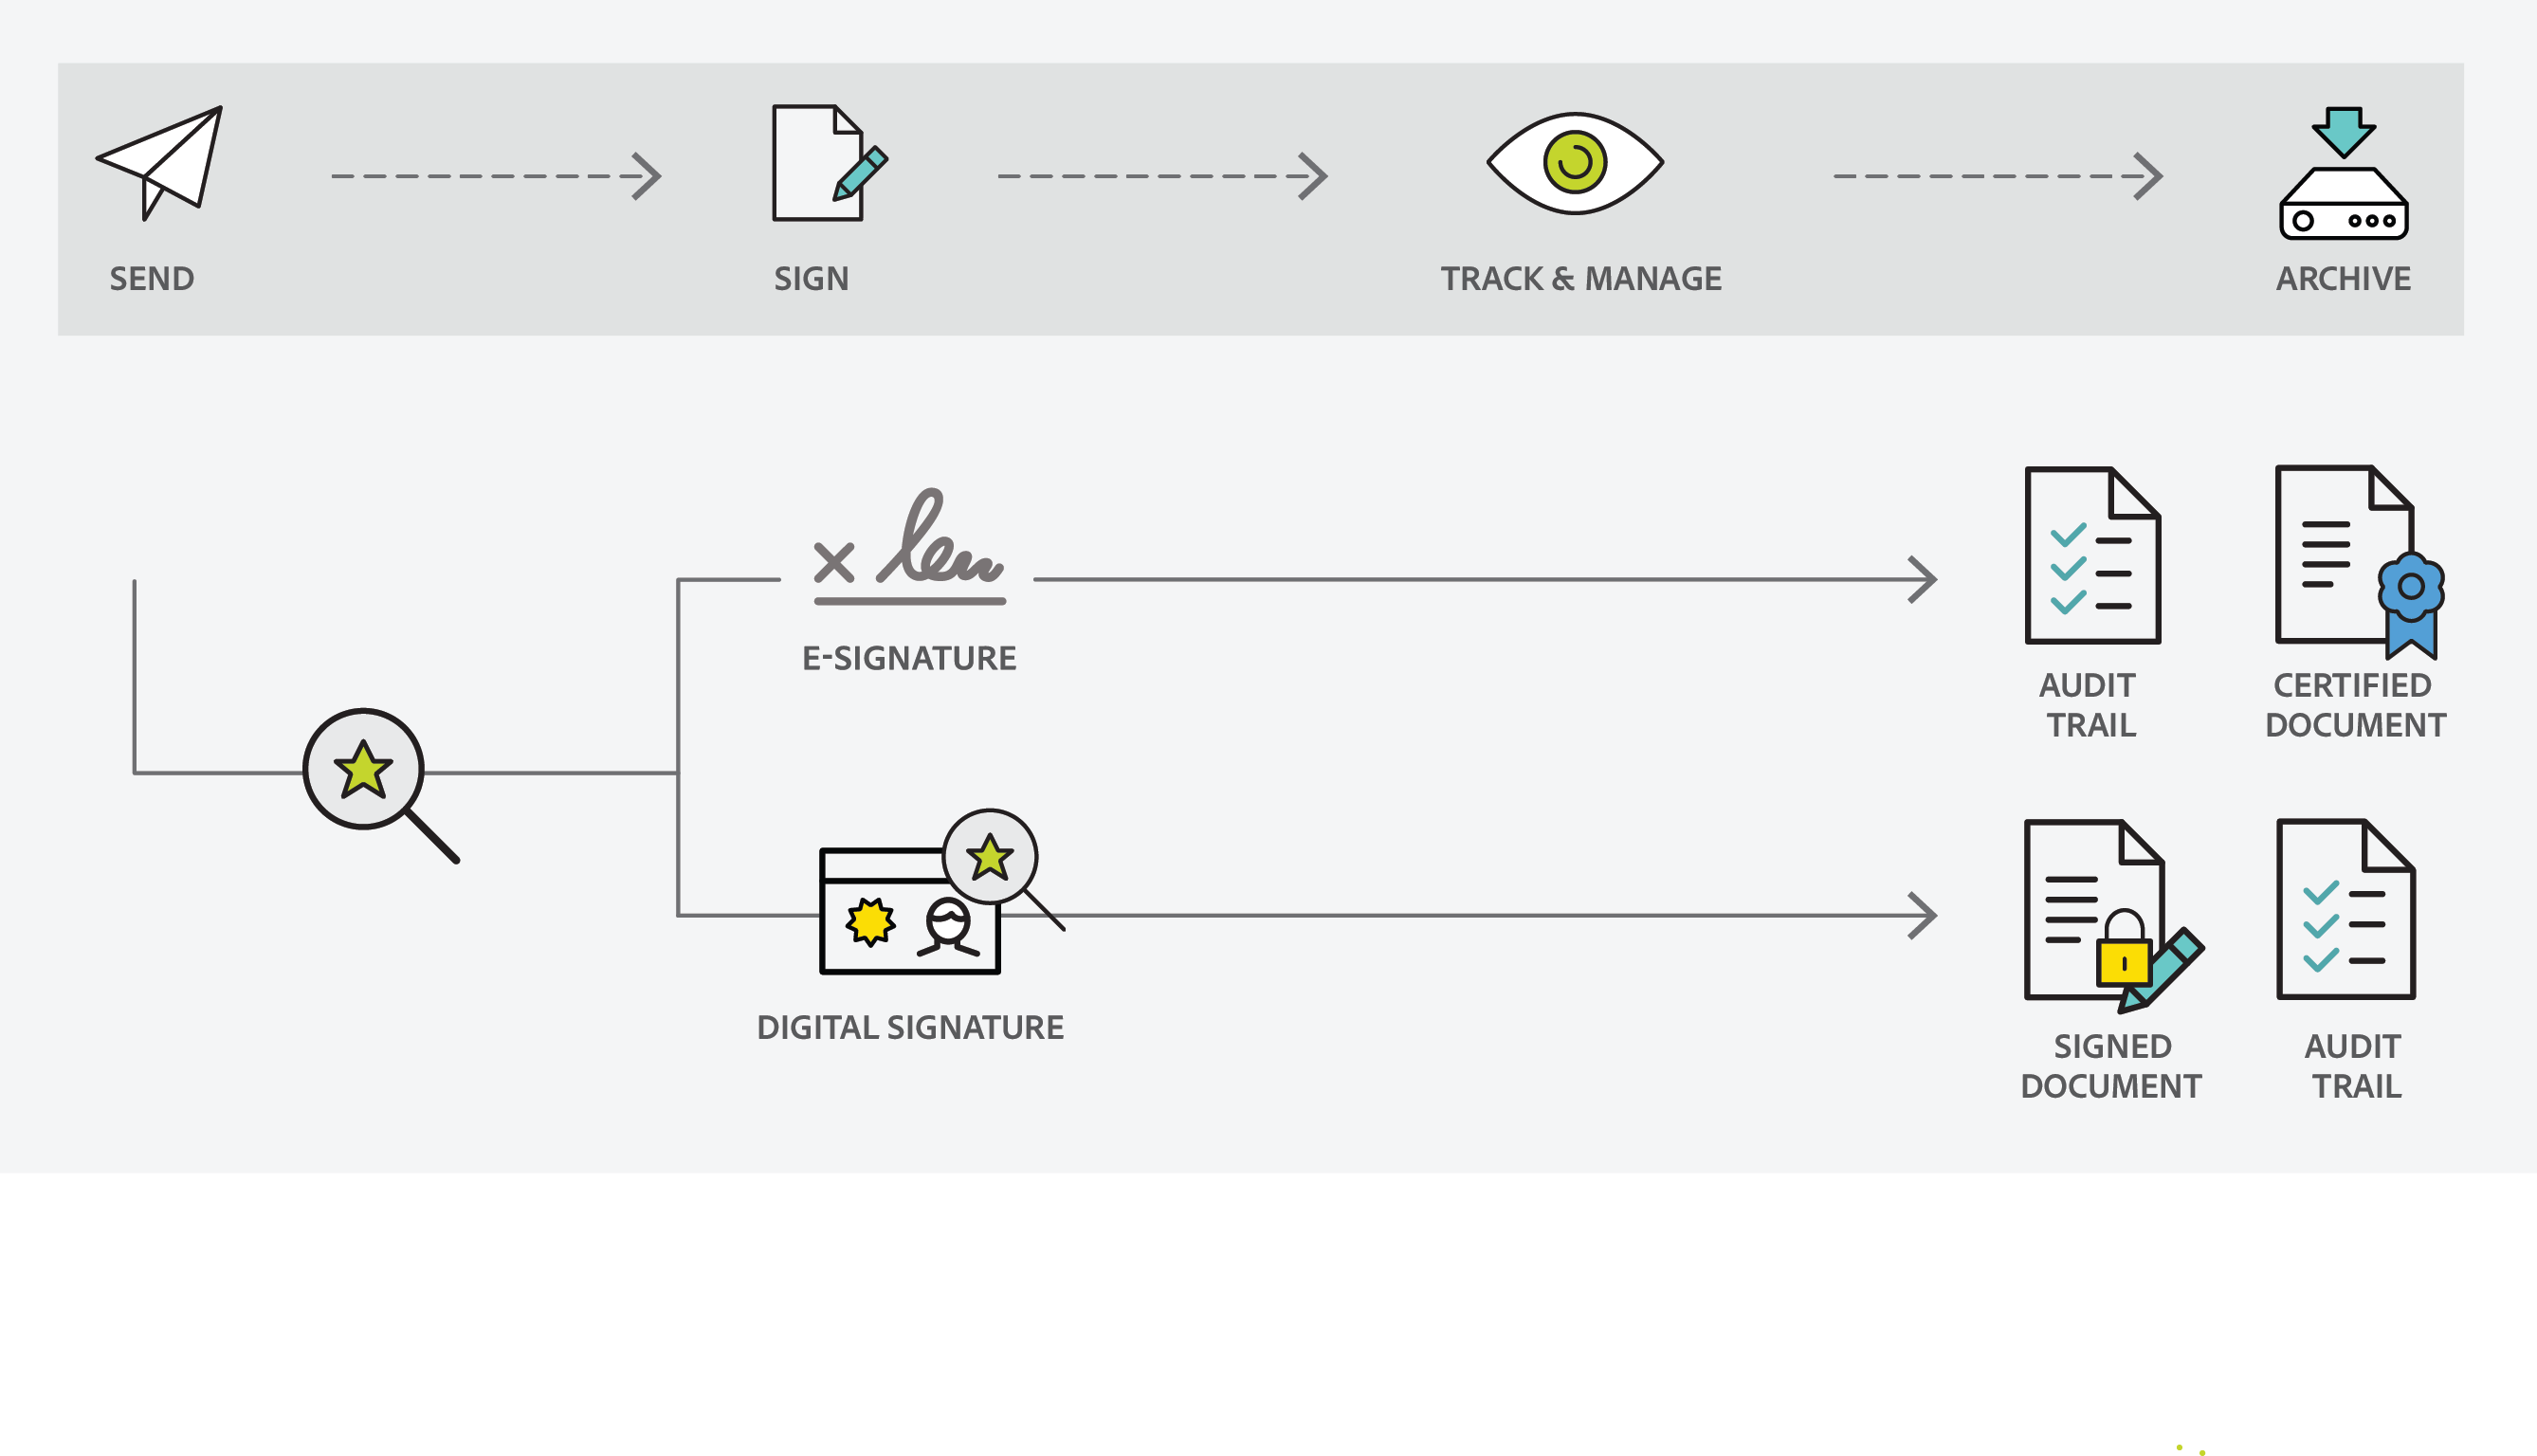 SEND
SIGN
TRACK & MANAGE
ARCHIVE
E-SIGNATURE
AUDIT
TRAIL
CERTIFIED
DOCUMENT
DIGITAL SIGNATURE
SIGNED
DOCUMENT
AUDIT
TRAIL